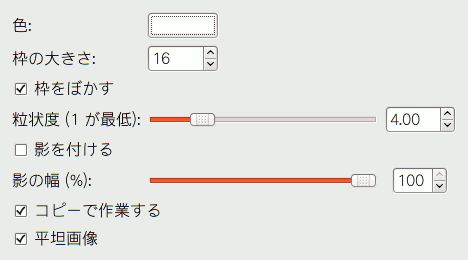 色:
枠の大きさ: 16
枠をぼかす
粒状度 (1 が最低): 4.00
影を付ける
影の幅 (%): 100
コピーで作業する
平坦画像